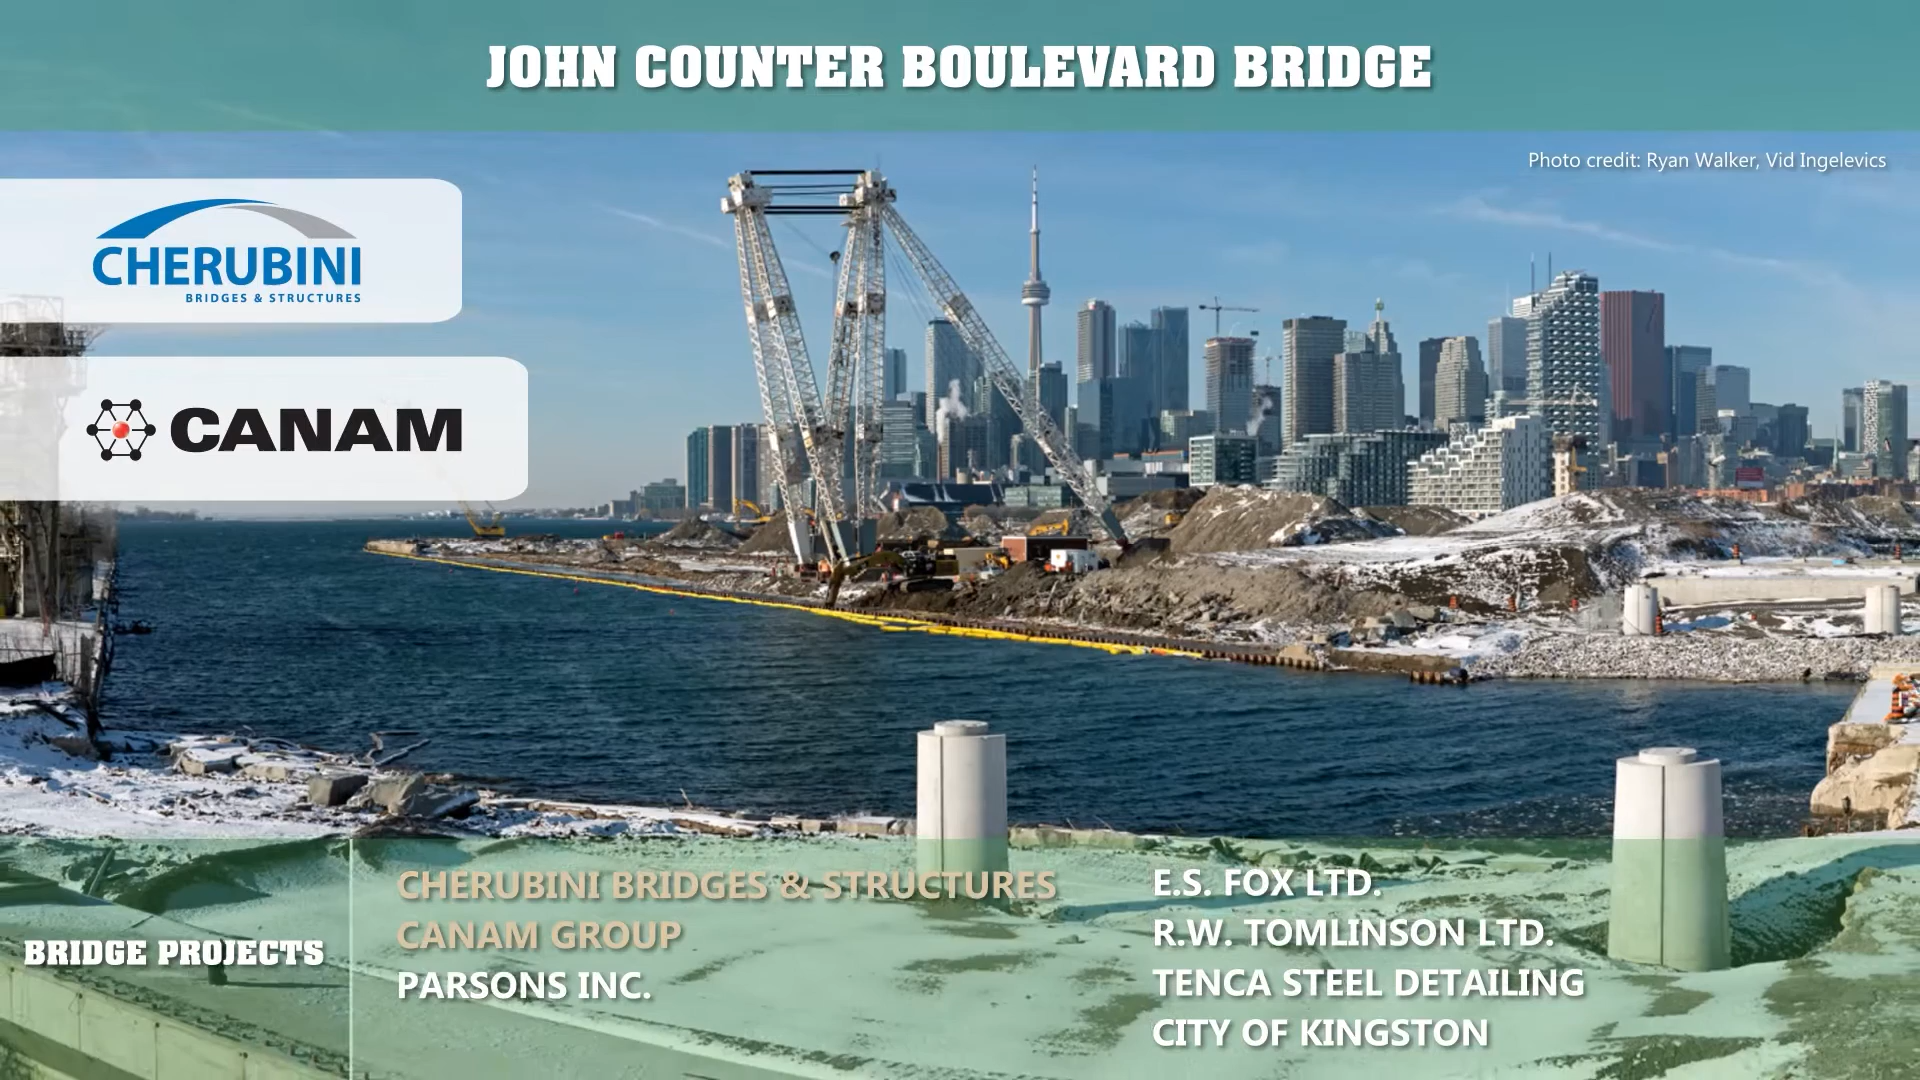 JOHN COUNTER BOULEVARD BRIDGE
Photo credit: Ryan Walker, Vid Ingelevics
CHERUBINI
BRIDGES & STRUCTURES
CANAM
BRIDGE PROJECTS
CHERUBINI BRIDGES & STRUCTURES
CANAM GROUP
PARSONS INC.
E.S. FOX LTD.
R.W. TOMLINSON LTD.
TENCA STEEL DETAILING
CITY OF KINGSTON